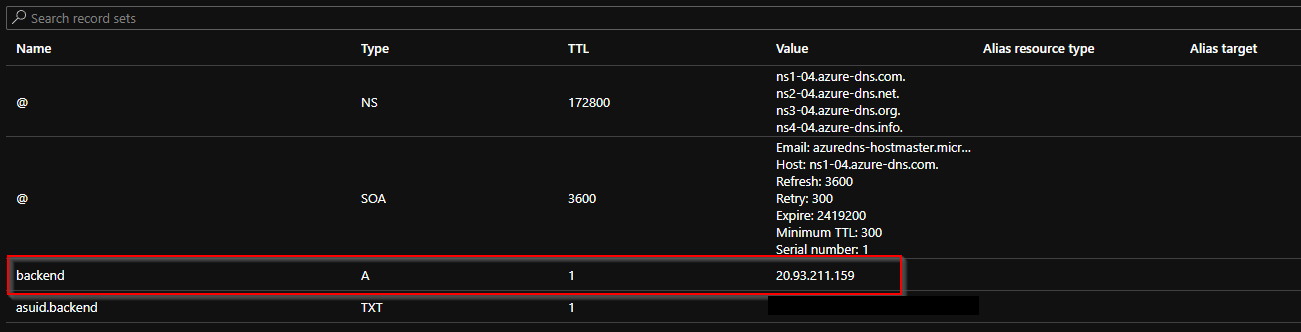 Search record sets
Name Type TTL Value Alias resource type Alias target
@ NS 172800 ns1-04.azure-dns.com.
ns2-04.azure-dns.net.
ns3-04.azure-dns.org.
ns4-04.azure-dns.info.
@ SOA 3600 Email: azuredns-hostmaster.micr...
Host: ns1-04.azure-dns.com.
Refresh: 3600
Retry: 300
Expire: 2419200
Minimum TTL: 300
Serial number: 1
backend A 1 20.93.211.159
asuid.backend TXT 1